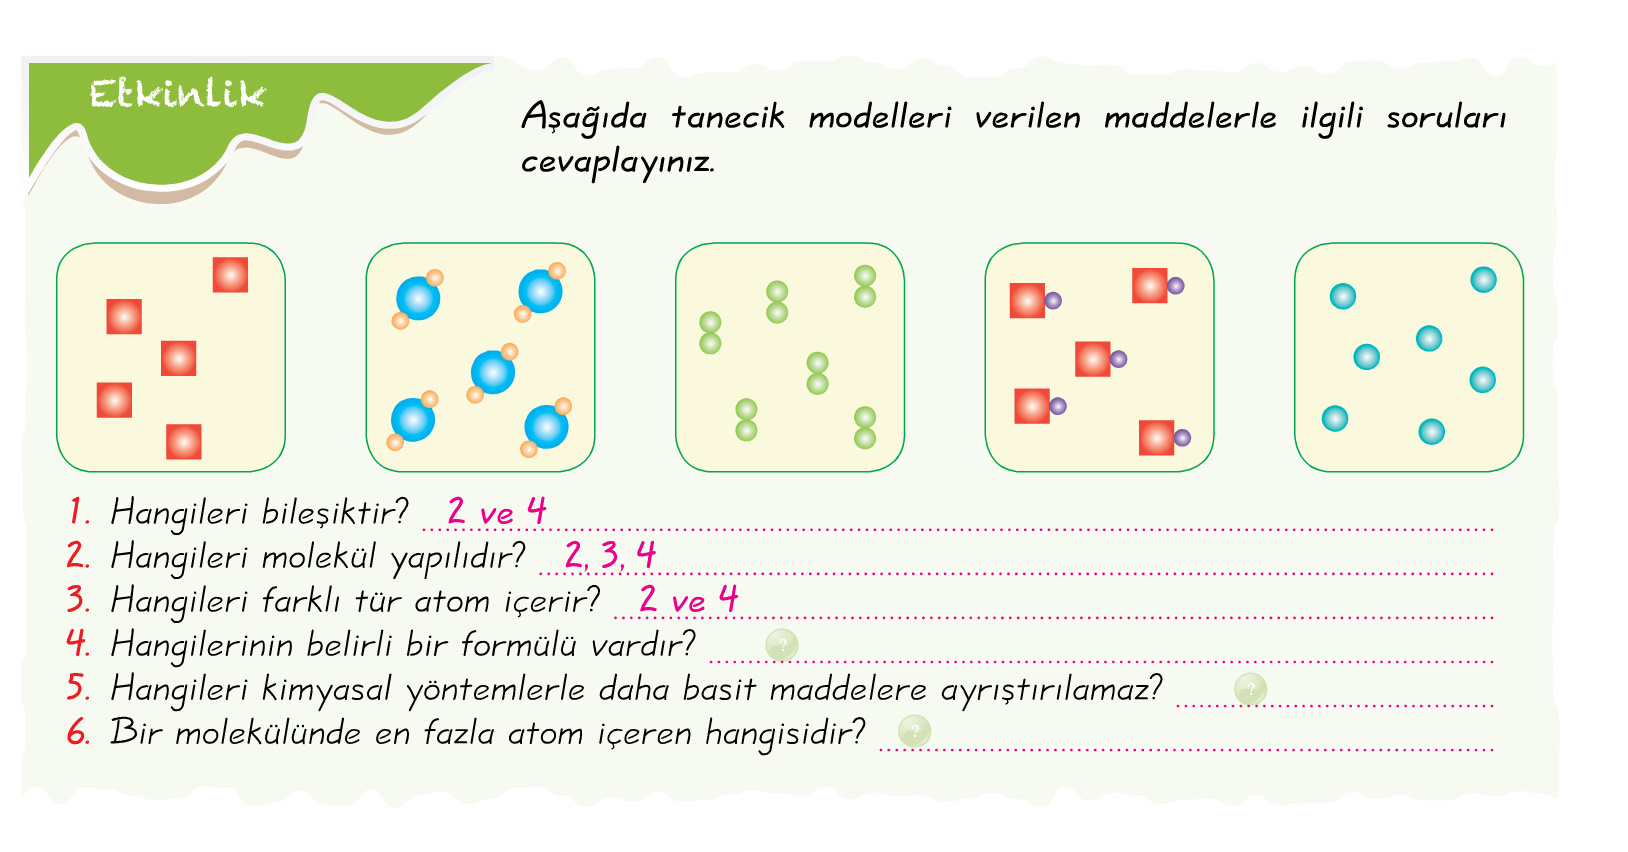 Etkinlik
Aşağıda tanecik modelleri verilen maddelerle ilgili soruları
cevaplayınız.
1. Hangileri bileşiktir? 2 ve 4
2. Hangileri molekül yapılıdır? 2, 3, 4
3. Hangileri farklı tür atom içerir? 2 ve 4
4. Hangilerinin belirli bir formülü vardır? ?
5. Hangileri kimyasal yöntemlerle daha basit maddelere ayrıştırılamaz? ?
6. Bir molekülünde en fazla atom içeren hangisidir? ?